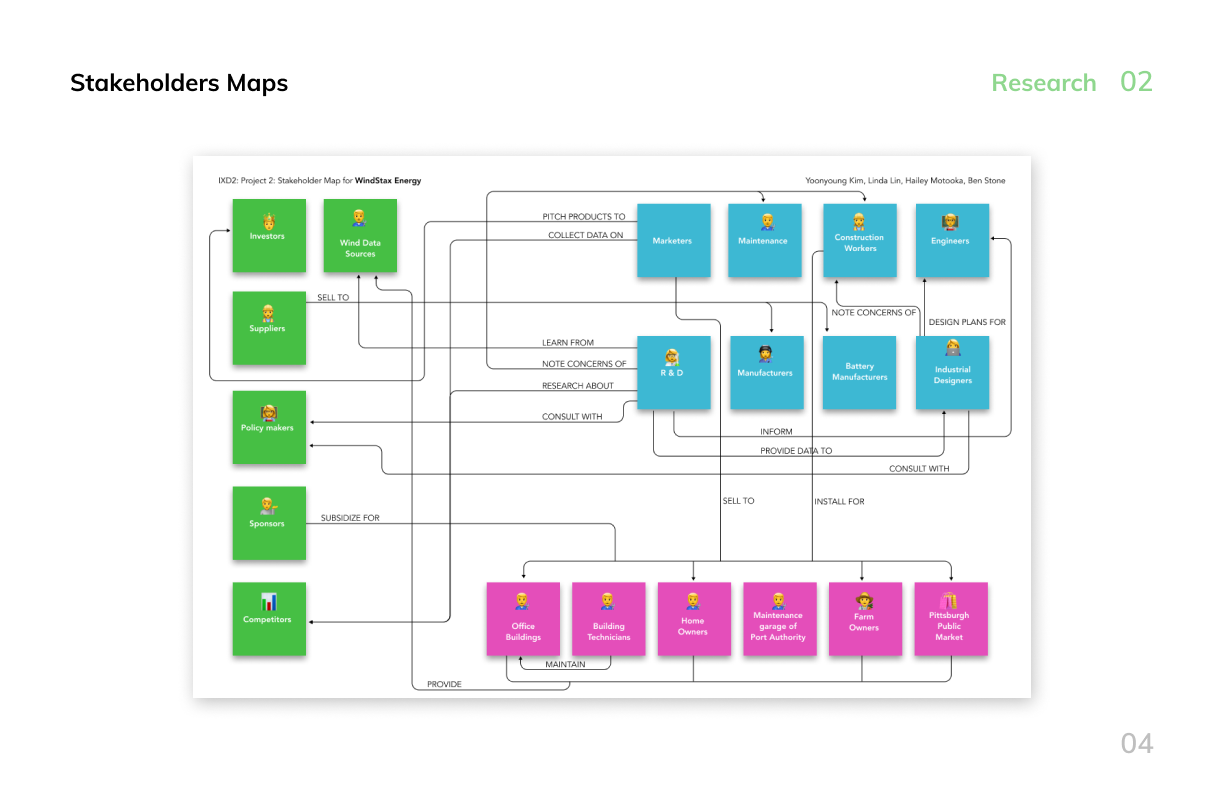 Stakeholders Maps
Research 02
IXD2: Project 2: Stakeholder Map for WindStax Energy
Yoonyoung Kim, Linda Lin, Hailey Motooka, Ben Stone
Investors
Wind Data
Sources
PITCH PRODUCTS TO
COLLECT DATA ON
Marketers
Maintenance
Construction
Workers
Engineers
Suppliers
SELL TO
NOTE CONCERNS OF
DESIGN PLANS FOR
LEARN FROM
NOTE CONCERNS OF
RESEARCH ABOUT
CONSULT WITH
R & D
Manufacturers
Battery
Manufacturers
Industrial
Designers
Policy makers
INFORM
PROVIDE DATA TO
CONSULT WITH
Sponsors
SUBSIDIZE FOR
SELL TO
INSTALL FOR
Competitors
Office
Buildings
Building
Technicians
Home
Owners
Maintenance
garage of
Port Authority
Farm
Owners
Pittsburgh
Public
Market
MAINTAIN
PROVIDE
04